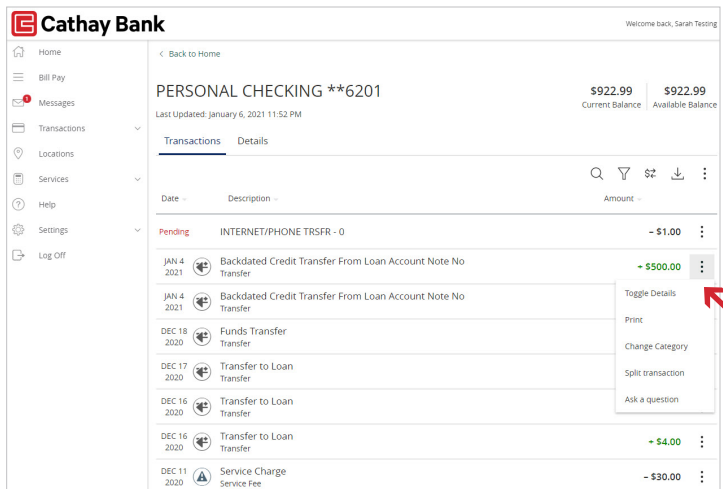 Cathay Bank
Welcome back, Sarah Testing
Home
Bill Pay
1
Messages
Transactions
Locations
Services
Help
Settings
Log Off
< Back to Home
PERSONAL CHECKING **6201
Last Updated: January 6, 2021 11:52 PM
$922.99
Current Balance
$922.99
Available Balance
Transactions Details
Date Description Amount
Pending INTERNET/PHONE TRSFR - 0 – $1.00
JAN 4
2021
Backdated Credit Transfer From Loan Account Note No
Transfer
+ $500.00
JAN 4
2021
Backdated Credit Transfer From Loan Account Note No
Transfer
DEC 18
2020
Funds Transfer
Transfer
DEC 17
2020
Transfer to Loan
Transfer
DEC 16
2020
Transfer to Loan
Transfer
Toggle Details
Print
Change Category
Split transaction
Ask a question
DEC 16
2020
Transfer to Loan
Transfer
+ $4.00
DEC 11
2020
Service Charge
Service Fee
– $30.00